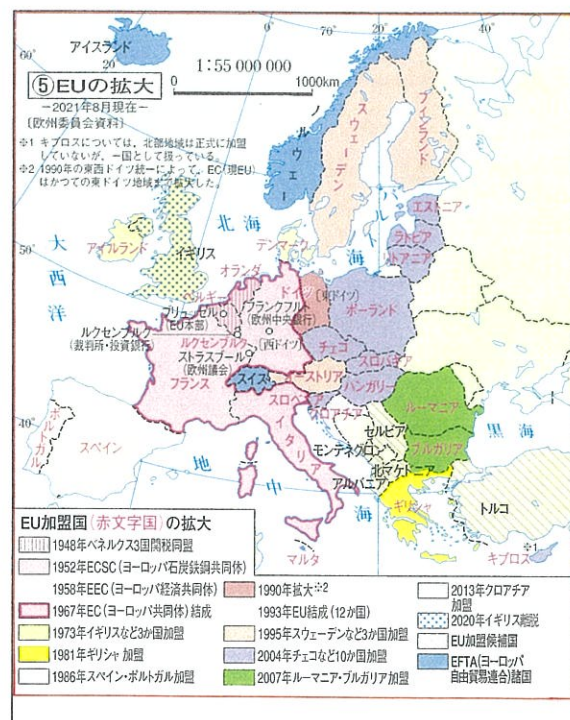 アイスランド
1:55 000 000
0 1000km
⑤EUの拡大
−2021年8月現在−
〔欧州委員会資料〕
※1 キプロスについては，北部地域は正式に加盟
していないが，一国として扱っている。
※2 1990年の東西ドイツ統一によって，EC(現EU)
はかつての東ドイツ地域まで拡大した。
60°
20°
0°
20°
30°
60°
50°
40°
ノルウェー
スウェーデン
フィンランド
エストニア
ラトビア
リトアニア
バルト海
北海
大西洋
デンマーク
アイルランド
イギリス
オランダ
ドイツ
〔東ドイツ〕
ポーランド
ベルギー
ブリュッセル
(EU本部)
フランクフルト
(欧州中央銀行)
ルクセンブルク
(裁判所・投資銀行)
ルクセンブルク
〔西ドイツ〕
ストラスブール
(欧州議会)
チェコ
スロバキア
フランス
スイス
オーストリア
ハンガリー
スロベニア
クロアチア
ルーマニア
セルビア
黒海
ポルトガル
スペイン
イタリア
モンテネグロ
ブルガリア
北マケドニア
アルバニア
地中海
ギリシャ
トルコ
マルタ
※1
キプロス
EU加盟国(赤文字国)の拡大
1948年ベネルクス3国関税同盟
1952年ECSC(ヨーロッパ石炭鉄鋼共同体)
1958年EEC(ヨーロッパ経済共同体)
1967年EC(ヨーロッパ共同体)結成
1973年イギリスなど3か国加盟
1981年ギリシャ加盟
1986年スペイン・ポルトガル加盟
1990年拡大※2
1993年EU結成(12か国)
1995年スウェーデンなど3か国加盟
2004年チェコなど10か国加盟
2007年ルーマニア・ブルガリア加盟
2013年クロアチア
加盟
2020年イギリス離脱
EU加盟候補国
EFTA(ヨーロッパ
自由貿易連合)諸国